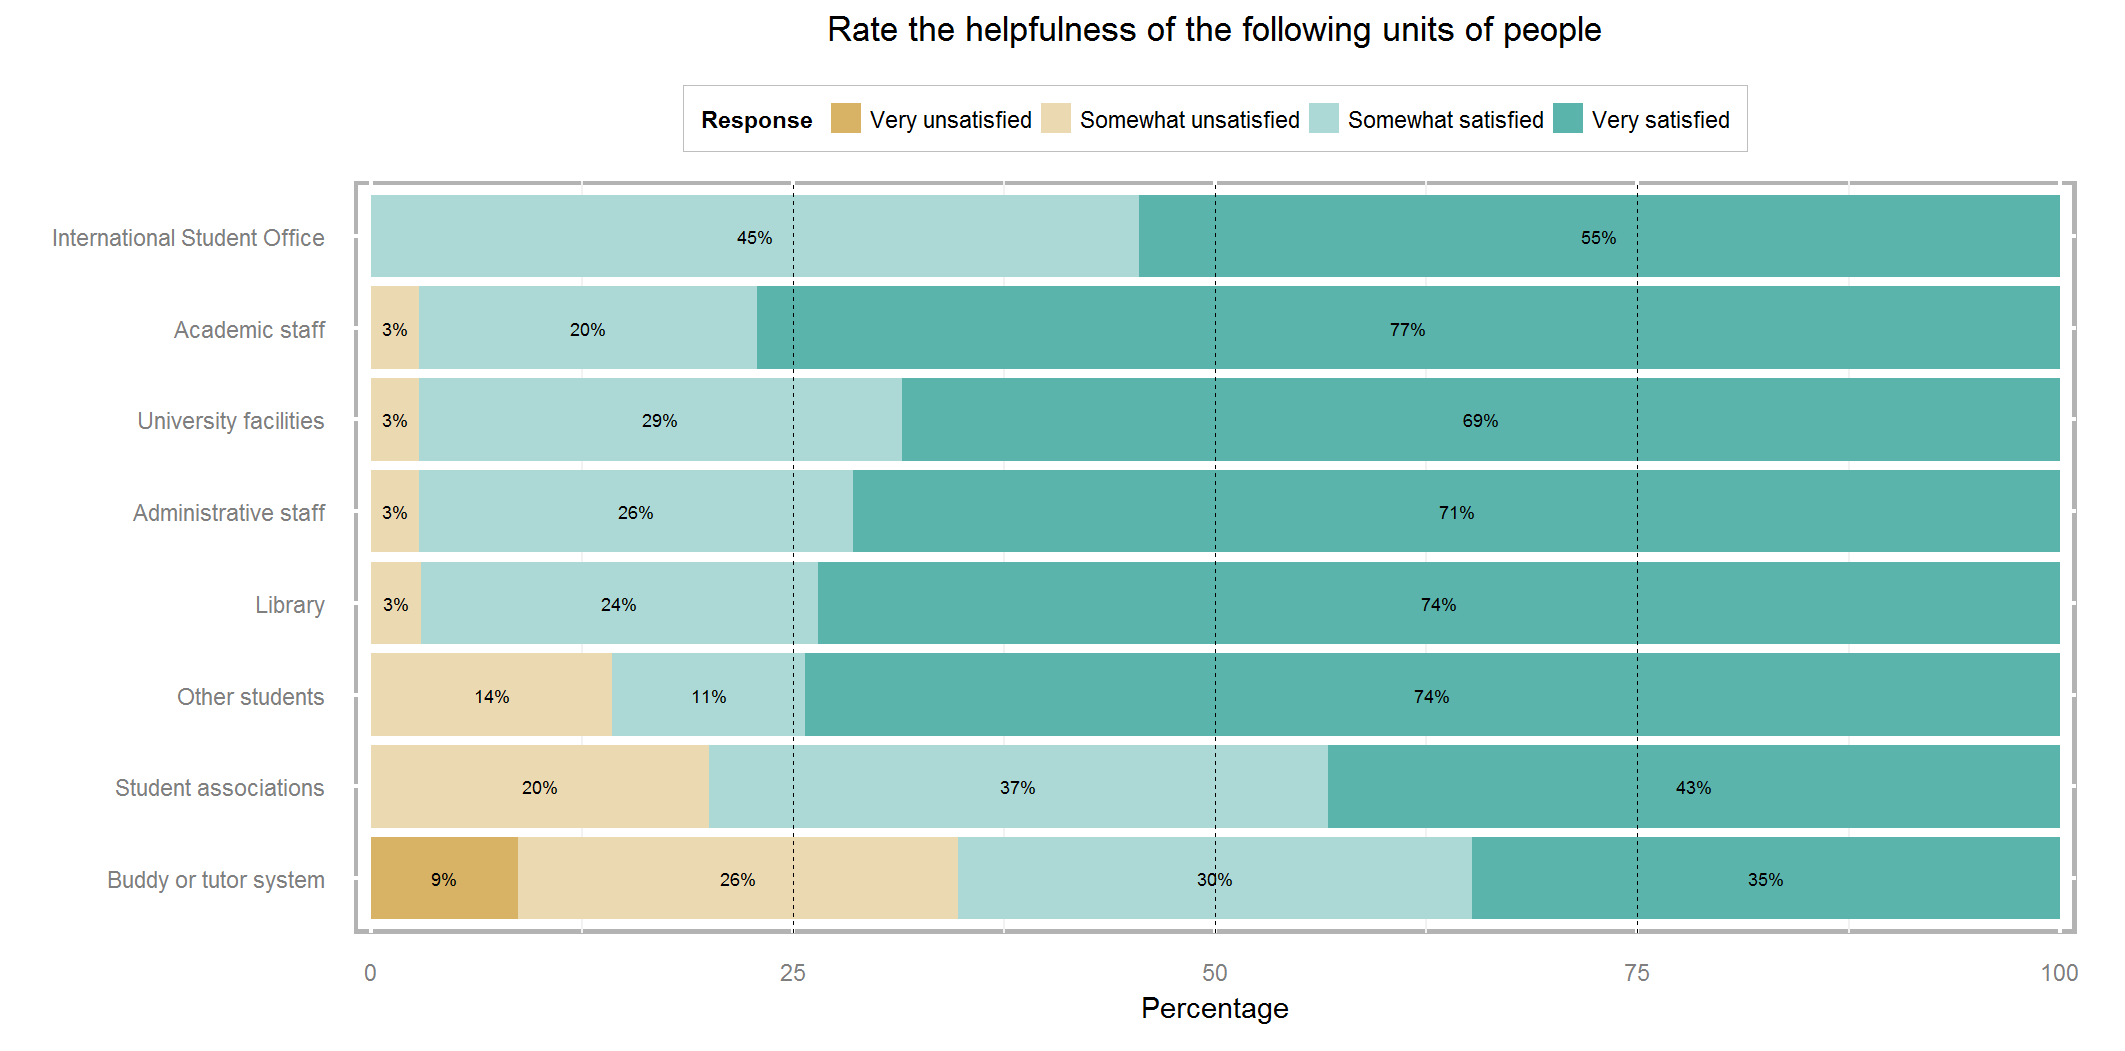 Rate the helpfulness of the following units of people
Response Very unsatisfied Somewhat unsatisfied Somewhat satisfied Very satisfied
International Student Office 45% 55%
Academic staff 3% 20% 77%
University facilities 3% 29% 69%
Administrative staff 3% 26% 71%
Library 3% 24% 74%
Other students 14% 11% 74%
Student associations 20% 37% 43%
Buddy or tutor system 9% 26% 30% 35%
0 25 50 75 100
Percentage